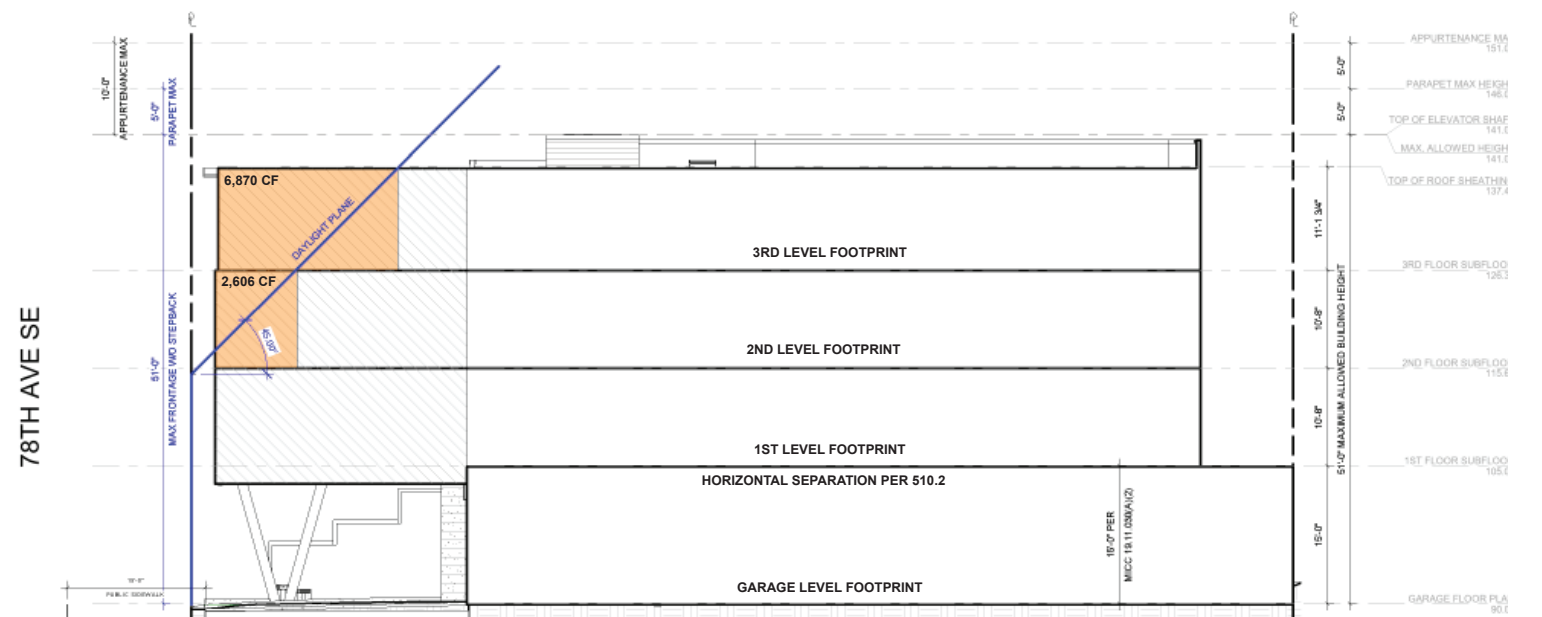 APPURTENANCE MA
151.0
PARAPET MAX HEIGH
146.0
TOP OF ELEVATOR SHAF
141.0
MAX. ALLOWED HEIGH
141.0
TOP OF ROOF SHEATHIN
137.4
3RD FLOOR SUBFLOO
126.3
2ND FLOOR SUBFLOO
115.6
1ST FLOOR SUBFLOO
105.0
GARAGE FLOOR PLA
90.0
10'-0"
APPURTENANCE MAX
5'-0"
PARAPET MAX
51'-0"
MAX FRONTAGE W/O STEPBACK
78TH AVE SE
PUBLIC SIDEWALK
6,870 CF
DAYLIGHT PLANE
2,606 CF
45.00°
3RD LEVEL FOOTPRINT
2ND LEVEL FOOTPRINT
1ST LEVEL FOOTPRINT
HORIZONTAL SEPARATION PER 510.2
GARAGE LEVEL FOOTPRINT
15'-0" PER
MICC 19.11.030(A)(2)
5'-0"
5'-0"
11'-1 3/4"
10'-8"
10'-8"
15'-0"
51'-0" MAXIMUM ALLOWED BUILDING HEIGHT